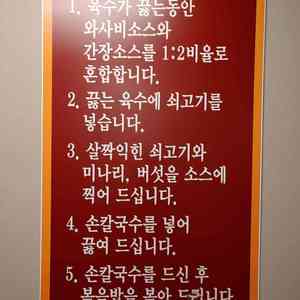 1. 육수가 끓는동안
와사비소스와
간장소스를 1:2비율로
혼합합니다.
2. 끓는 육수에 쇠고기를
넣습니다.
3. 살짝익힌 쇠고기와
미나리, 버섯을 소스에
찍어 드십니다.
4. 손칼국수를 넣어
끓여 드십니다.
5. 손칼국수를 드신 후
볶음밥을 볶아 드립니다